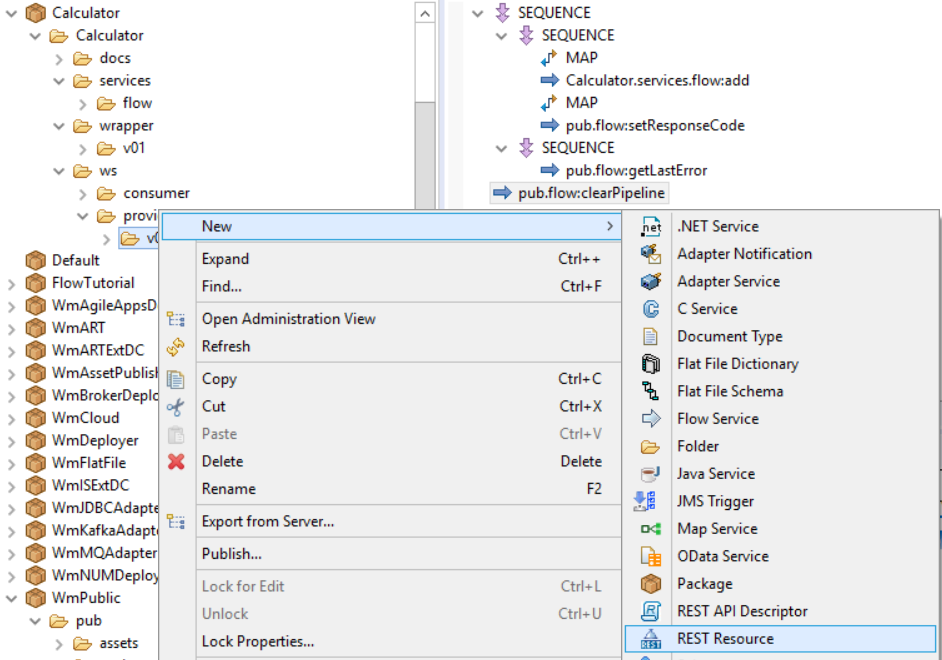 Calculator
Calculator
docs
services
flow
wrapper
v01
ws
consumer
provi
Default
FlowTutorial
WmAgileAppsD
WmART
WmARTExtDC
WmAssetPublis
WmBrokerDeplo
WmCloud
WmDeployer
WmFlatFile
WmISExtDC
WmJDBCAdapte
WmKafkaAdapt
WmMQAdapter
WmNUMDeploy
WmPublic
pub
assets
SEQUENCE
SEQUENCE
MAP
Calculator.services.flow:add
MAP
pub.flow:setResponseCode
SEQUENCE
pub.flow:getLastError
pub.flow:clearPipeline
New
Expand Ctrl++
Find... Ctrl+F
Open Administration View
Refresh
Copy Ctrl+C
Cut Ctrl+X
Paste Ctrl+V
Delete Delete
Rename F2
Export from Server...
Publish...
Lock for Edit Ctrl+L
Unlock Ctrl+U
Lock Properties...
.net .NET Service
Adapter Notification
Adapter Service
C Service
Document Type
Flat File Dictionary
Flat File Schema
Flow Service
Folder
Java Service
JMS Trigger
Map Service
OData Service
Package
REST API Descriptor
REST REST Resource